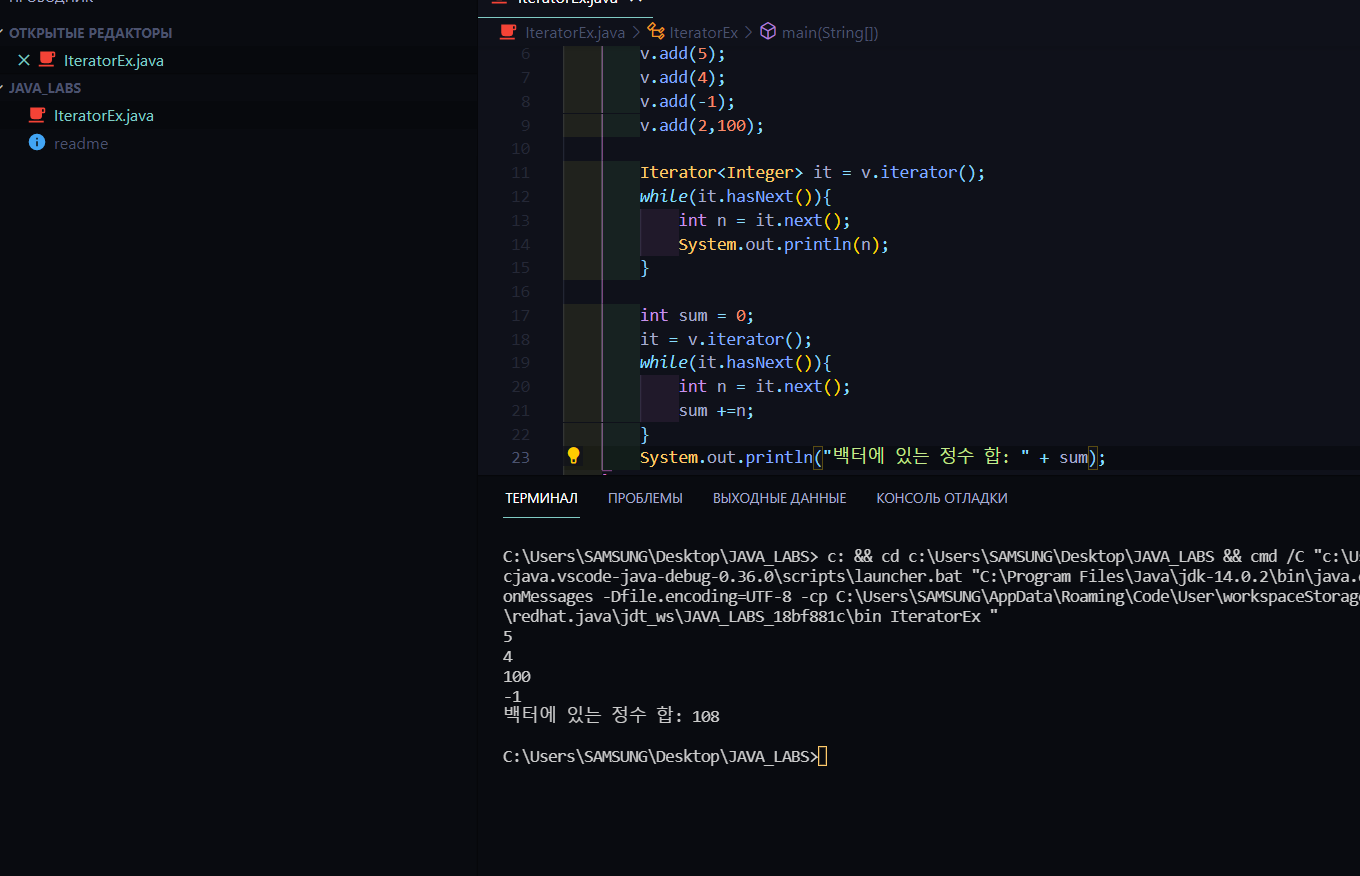 ПРОВОДНИК
ОТКРЫТЫЕ РЕДАКТОРЫ
IteratorEx.java
JAVA_LABS
IteratorEx.java
readme
IteratorEx.java
IteratorEx.java > IteratorEx > main(String[])
6 v.add(5);
7 v.add(4);
8 v.add(-1);
9 v.add(2,100);
10
11 Iterator<Integer> it = v.iterator();
12 while(it.hasNext()){
13 int n = it.next();
14 System.out.println(n);
15 }
16
17 int sum = 0;
18 it = v.iterator();
19 while(it.hasNext()){
20 int n = it.next();
21 sum +=n;
22 }
23 System.out.println("백터에 있는 정수 합: " + sum);
ТЕРМИНАЛ ПРОБЛЕМЫ ВЫХОДНЫЕ ДАННЫЕ КОНСОЛЬ ОТЛАДКИ
C:\Users\SAMSUNG\Desktop\JAVA_LABS> c: && cd c:\Users\SAMSUNG\Desktop\JAVA_LABS && cmd /C "c:\U
cjava.vscode-java-debug-0.36.0\scripts\launcher.bat "C:\Program Files\Java\jdk-14.0.2\bin\java.
onMessages -Dfile.encoding=UTF-8 -cp C:\Users\SAMSUNG\AppData\Roaming\Code\User\workspaceStorag
\redhat.java\jdt_ws\JAVA_LABS_18bf881c\bin IteratorEx "
5
4
100
-1
백터에 있는 정수 합: 108
C:\Users\SAMSUNG\Desktop\JAVA_LABS>